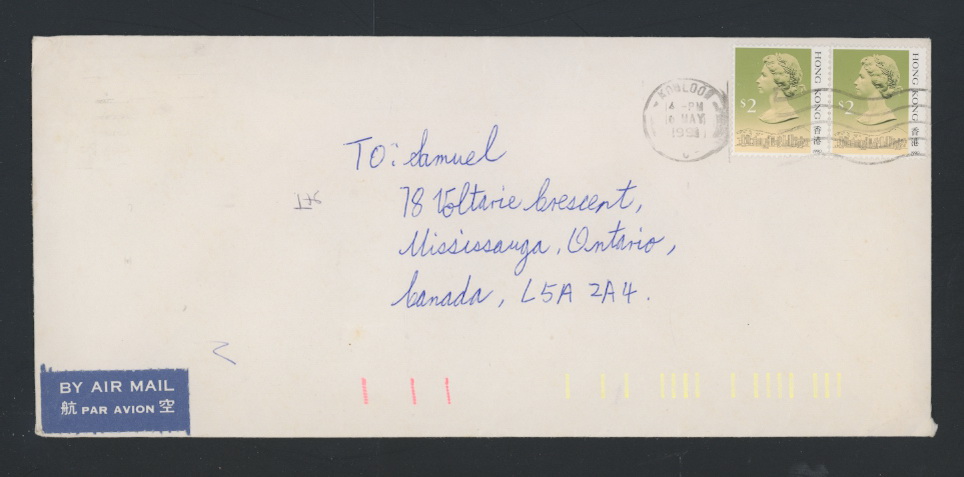 HONG KONG 香港
HONG KONG 香港
$2
$2
KOWLOON
4 -PM
MAY
TO: Samuel
78 Voltarie Crescent,
Mississauga, Ontario,
Canada, L5A 2A4.
BY AIR MAIL
航 PAR AVION 空